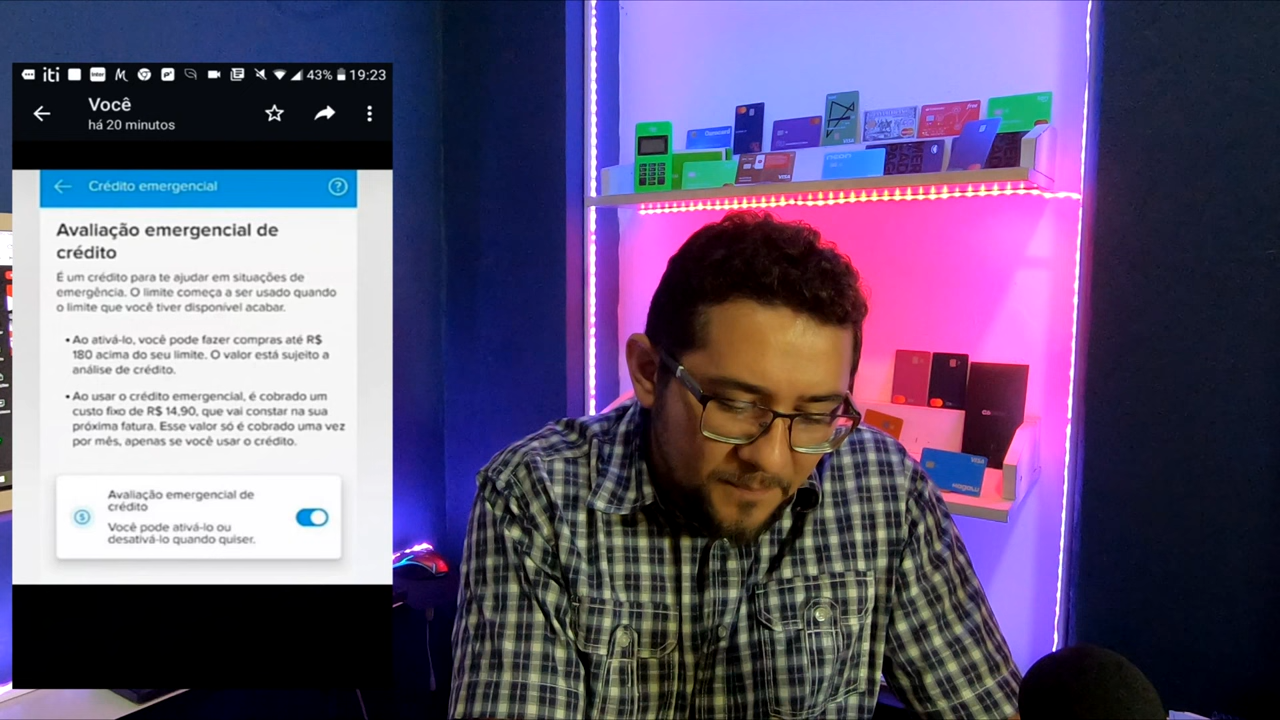 iti
inter
43%
19:23
Você
há 20 minutos
Crédito emergencial
Avaliação emergencial de
crédito
É um crédito para te ajudar em situações de
emergência. O limite começa a ser usado quando
o limite que você tiver disponível acabar.
• Ao ativá-lo, você pode fazer compras até R$
180 acima do seu limite. O valor está sujeito a
análise de crédito.
• Ao usar o crédito emergencial, é cobrado um
custo fixo de R$ 14,90, que vai constar na sua
próxima fatura. Esse valor só é cobrado uma vez
por mês, apenas se você usar o crédito.
Avaliação emergencial de
crédito
Você pode ativá-lo ou
desativá-lo quando quiser.
free
VISA
VISA
VISA